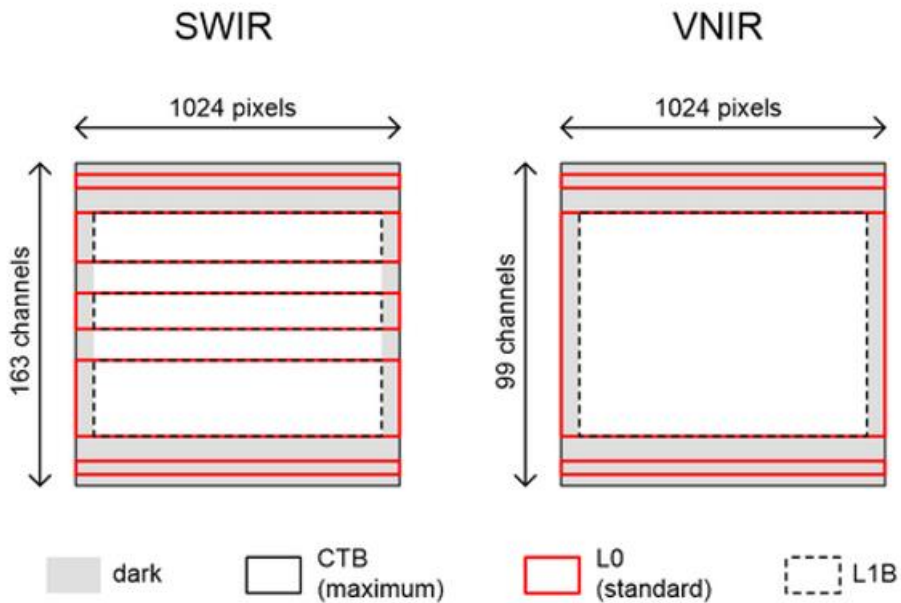 SWIR
VNIR
1024 pixels
1024 pixels
163 channels
99 channels
dark
CTB
(maximum)
L0
(standard)
L1B